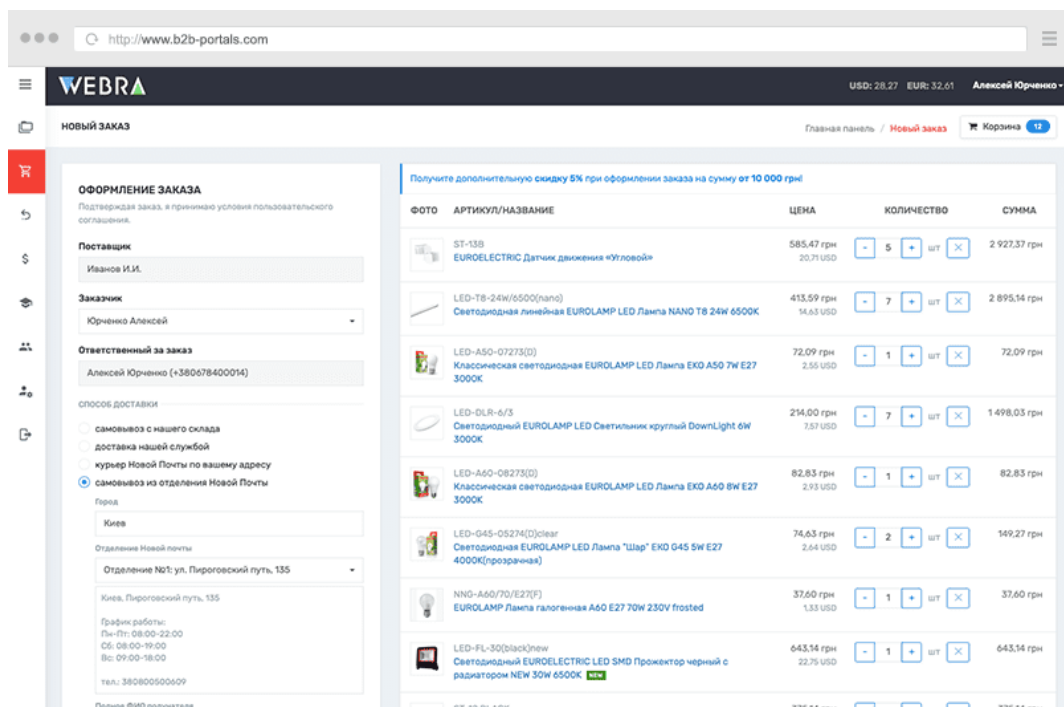 http://www.b2b-portals.com
WEBRA
USD: 28,27 EUR: 32,61 Алексей Юрченко
НОВЫЙ ЗАКАЗ
Главная панель / Новый заказ
Корзина 12
ОФОРМЛЕНИЕ ЗАКАЗА
Подтверждая заказ, я принимаю условия пользовательского
соглашения.
Поставщик
Иванов И.И.
Заказчик
Юрченко Алексей
Ответственный за заказ
Алексей Юрченко (+380678400014)
СПОСОБ ДОСТАВКИ
самовывоз с нашего склада
доставка нашей службой
курьер Новой Почты по вашему адресу
самовывоз из отделения Новой Почты
Город
Киев
Отделение Новой почты
Отделение №1: ул. Пироговский путь, 135
Киев, Пироговский путь, 135
График работы:
Пн-Пт: 08:00-22:00
Сб: 08:00-19:00
Вс: 09:00-18:00
тел.: 380800500609
Полное ФИО получателя
Получите дополнительную скидку 5% при оформлении заказа на сумму от 10 000 грн!
ФОТО АРТИКУЛ/НАЗВАНИЕ ЦЕНА КОЛИЧЕСТВО СУММА
ST-13B 585,47 грн - 5 + шт × 2 927,37 грн
EUROELECTRIC Датчик движения «Угловой» 20,71 USD
LED-T8-24W/6500(nano) 413,59 грн - 7 + шт × 2 895,14 грн
Светодиодная линейная EUROLAMP LED Лампа NANO T8 24W 6500K 14,63 USD
LED-A50-07273(D) 72,09 грн - 1 + шт × 72,09 грн
Классическая светодиодная EUROLAMP LED Лампа EKO A50 7W E27 2,55 USD
3000K
LED-DLR-6/3 214,00 грн - 7 + шт × 1 498,03 грн
Светодиодный EUROLAMP LED Светильник круглый DownLight 6W 7,57 USD
3000K
LED-A60-08273(D) 82,83 грн - 1 + шт × 82,83 грн
Классическая светодиодная EUROLAMP LED Лампа EKO A60 8W E27 2,93 USD
3000K
LED-G45-05274(D)clear 74,63 грн - 2 + шт × 149,27 грн
Светодиодная EUROLAMP LED Лампа "Шар" EKO G45 5W E27 2,64 USD
4000K(прозрачная)
NNG-A60/70/E27(F) 37,60 грн - 1 + шт × 37,60 грн
EUROLAMP Лампа галогенная A60 E27 70W 230V frosted 1,33 USD
LED-FL-30(black)new 643,14 грн - 1 + шт × 643,14 грн
Светодиодный EUROELECTRIC LED SMD Прожектор черный с 22,75 USD
радиатором NEW 30W 6500K NEW